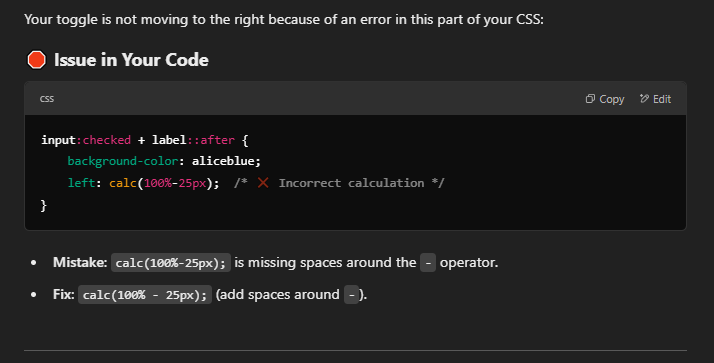 Your toggle is not moving to the right because of an error in this part of your CSS:
🛑 Issue in Your Code
css
Copy
Edit
input:checked + label::after {
    background-color: aliceblue;
    left: calc(100%-25px);  /* ❌ Incorrect calculation */
}
• Mistake: calc(100%-25px); is missing spaces around the - operator.
• Fix: calc(100% - 25px); (add spaces around -).